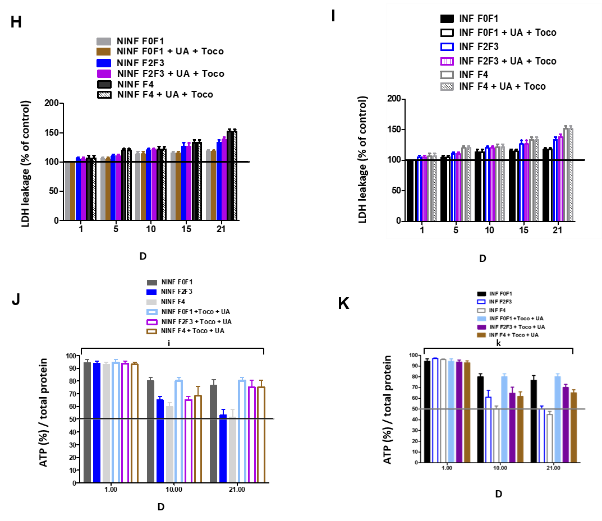 H
NINF F0F1
NINF F0F1 + UA + Toco
NINF F2F3
NINF F2F3 + UA + Toco
NINF F4
NINF F4 + UA + Toco
LDH leakage (% of control)
200
150
100
50
0
1
5
10
15
21
D
I
INF F0F1
INF F0F1 + UA + Toco
INF F2F3
INF F2F3 + UA + Toco
INF F4
INF F4 + UA + Toco
LDH leakage (% of control)
200
150
100
50
0
1
5
10
15
21
D
J
NINF F0F1
NINF F2F3
NINF F4
NINF F0F1 +Toco + UA
NINF F2F3 + Toco + UA
NINF F4 + Toco + UA
i
ATP (%) / total protein
100
90
80
70
60
50
40
30
20
10
0
1.00
10.00
21.00
D
K
INF F0F1
INF F2F3
INF F4
INF F0F1 +Toco + UA
INF F2F3 + Toco + UA
INF F4 + Toco + UA
k
ATP (%) / total protein
100
90
80
70
60
50
40
30
20
10
0
1.00
10.00
21.00
D